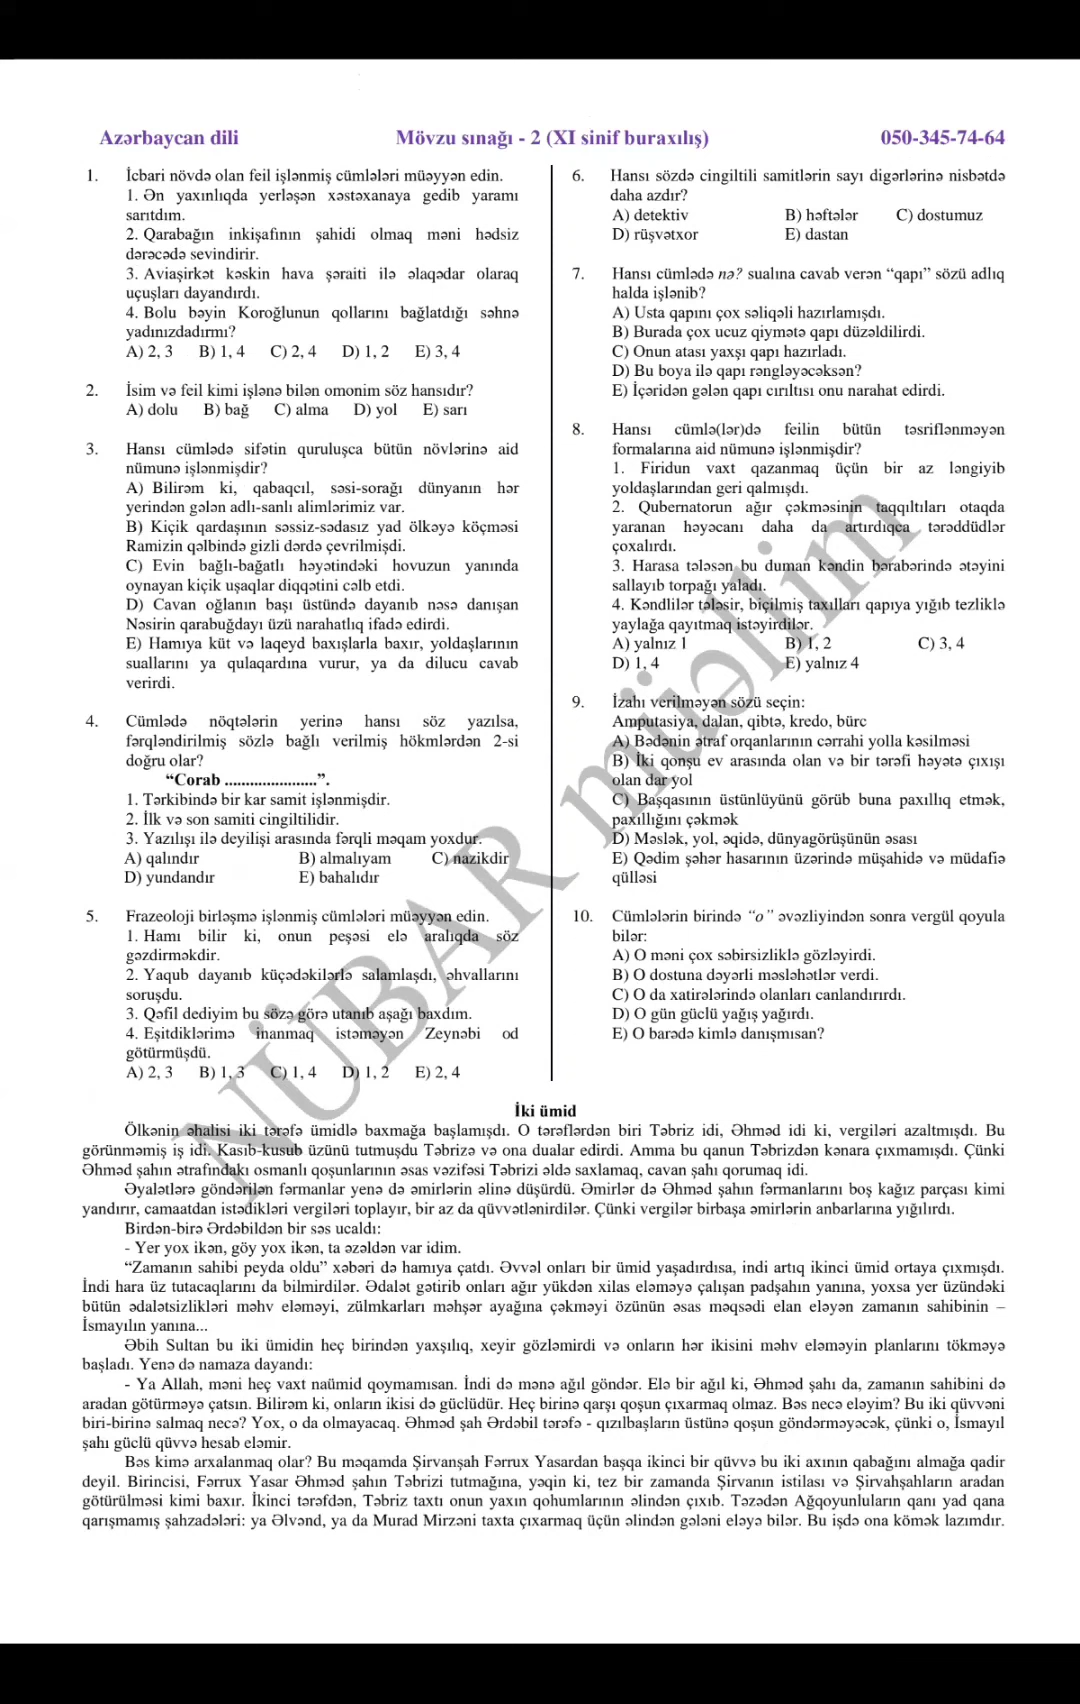 Azərbaycan dili
Mövzu sınağı - 2 (XI sinif buraxılış)
050-345-74-64
1. İcbari növdə olan feil işlənmiş cümlələri müəyyən edin.
1. Ən yaxınlıqda yerləşən xəstəxanaya gedib yaramı
sarıtdım.
2. Qarabağın inkişafının şahidi olmaq məni hədsiz
dərəcədə sevindirir.
3. Aviaşirkət kəskin hava şəraiti ilə əlaqədar olaraq
uçuşları dayandırdı.
4. Bolu bəyin Koroğlunun qollarını bağlatdığı səhnə
yadınızdadırmı?
A) 2, 3 B) 1, 4 C) 2, 4 D) 1, 2 E) 3, 4
2. İsim və feil kimi işlənə bilən omonim söz hansıdır?
A) dolu B) bağ C) alma D) yol E) sarı
3. Hansı cümlədə sifətin quruluşca bütün növlərinə aid
nümunə işlənmişdir?
A) Bilirəm ki, qabaqcıl, səsi-sorağı dünyanın hər
yerindən gələn adlı-sanlı alimlərimiz var.
B) Kiçik qardaşının səssiz-sədasız yad ölkəyə köçməsi
Ramizin qəlbində gizli dərdə çevrilmişdi.
C) Evin bağlı-bağatlı həyətindəki hovuzun yanında
oynayan kiçik uşaqlar diqqətini cəlb etdi.
D) Cavan oğlanın başı üstündə dayanıb nəsə danışan
Nəsirin qarabuğdayı üzü narahatlıq ifadə edirdi.
E) Hamıya küt və laqeyd baxışlarla baxır, yoldaşlarının
suallarını ya qulaqardına vurur, ya da dilucu cavab
verirdi.
4. Cümlədə nöqtələrin yerinə hansı söz yazılsa,
fərqləndirilmiş sözlə bağlı verilmiş hökmlərdən 2-si
doğru olar?
“Corab ......................”.
1. Tərkibində bir kar samit işlənmişdir.
2. İlk və son samiti cingiltilidir.
3. Yazılışı ilə deyilişi arasında fərqli məqam yoxdur.
A) qalındır B) almalıyam C) nazikdir
D) yundandır E) bahalıdır
5. Frazeoloji birləşmə işlənmiş cümlələri müəyyən edin.
1. Hamı bilir ki, onun peşəsi elə aralıqda söz
gəzdirməkdir.
2. Yaqub dayanıb küçədəkilərlə salamlaşdı, əhvallarını
soruşdu.
3. Qəfil dediyim bu sözə görə utanıb aşağı baxdım.
4. Eşitdiklərimə inanmaq istəməyən Zeynəbi od
götürmüşdü.
A) 2, 3 B) 1, 3 C) 1, 4 D) 1, 2 E) 2, 4
6. Hansı sözdə cingiltili samitlərin sayı digərlərinə nisbətdə
daha azdır?
A) detektiv B) həftələr C) dostumuz
D) rüşvətxor E) dastan
7. Hansı cümlədə nə? sualına cavab verən “qapı” sözü adlıq
halda işlənib?
A) Usta qapını çox səliqəli hazırlamışdı.
B) Burada çox ucuz qiymətə qapı düzəldilirdi.
C) Onun atası yaxşı qapı hazırladı.
D) Bu boya ilə qapı rəngləyəcəksən?
E) İçəridən gələn qapı cırıltısı onu narahat edirdi.
8. Hansı cümlə(lər)də feilin bütün təsriflənməyən
formalarına aid nümunə işlənmişdir?
1. Firidun vaxt qazanmaq üçün bir az ləngiyib
yoldaşlarından geri qalmışdı.
2. Qubernatorun ağır çəkməsinin taqqıltıları otaqda
yaranan həyəcanı daha da artırdıqca tərəddüdlər
çoxalırdı.
3. Harasa tələsən bu duman kəndin bərabərində ətəyini
sallayıb torpağı yaladı.
4. Kəndlilər tələsir, biçilmiş taxılları qapıya yığıb tezliklə
yaylağa qayıtmaq istəyirdilər.
A) yalnız 1 B) 1, 2 C) 3, 4
D) 1, 4 E) yalnız 4
9. İzahı verilməyən sözü seçin:
Amputasiya, dalan, qibtə, kredo, bürc
A) Bədənin ətraf orqanlarının cərrahi yolla kəsilməsi
B) İki qonşu ev arasında olan və bir tərəfi həyətə çıxışı
olan dar yol
C) Başqasının üstünlüyünü görüb buna paxıllıq etmək,
paxıllığını çəkmək
D) Məslək, yol, əqidə, dünyagörüşünün əsası
E) Qədim şəhər hasarının üzərində müşahidə və müdafiə
qülləsi
10. Cümlələrin birində “o” əvəzliyindən sonra vergül qoyula
bilər:
A) O məni çox səbirsizliklə gözləyirdi.
B) O dostuna dəyərli məsləhətlər verdi.
C) O da xatirələrində olanları canlandırırdı.
D) O gün güclü yağış yağırdı.
E) O barədə kimlə danışmısan?
NÜBAR müəllim
İki ümid
Ölkənin əhalisi iki tərəfə ümidlə baxmağa başlamışdı. O tərəflərdən biri Təbriz idi, Əhməd idi ki, vergiləri azaltmışdı. Bu
görünməmiş iş idi. Kasıb-kusub üzünü tutmuşdu Təbrizə və ona dualar edirdi. Amma bu qanun Təbrizdən kənara çıxmamışdı. Çünki
Əhməd şahın ətrafındakı osmanlı qoşunlarının əsas vəzifəsi Təbrizi əldə saxlamaq, cavan şahı qorumaq idi.
Əyalətlərə göndərilən fərmanlar yenə də əmirlərin əlinə düşürdü. Əmirlər də Əhməd şahın fərmanlarını boş kağız parçası kimi
yandırır, camaatdan istədikləri vergiləri toplayır, bir az da qüvvətlənirdilər. Çünki vergilər birbaşa əmirlərin anbarlarına yığılırdı.
Birdən-birə Ərdəbildən bir səs ucaldı:
- Yer yox ikən, göy yox ikən, ta əzəldən var idim.
“Zamanın sahibi peyda oldu” xəbəri də hamıya çatdı. Əvvəl onları bir ümid yaşadırdısa, indi artıq ikinci ümid ortaya çıxmışdı.
İndi hara üz tutacaqlarını da bilmirdilər. Ədalət gətirib onları ağır yükdən xilas eləməyə çalışan padşahın yanına, yoxsa yer üzündəki
bütün ədalətsizlikləri məhv eləməyi, zülmkarları məhşər ayağına çəkməyi özünün əsas məqsədi elan eləyən zamanın sahibinin –
İsmayılın yanına...
Əbih Sultan bu iki ümidin heç birindən yaxşılıq, xeyir gözləmirdi və onların hər ikisini məhv eləməyin planlarını tökməyə
başladı. Yenə də namaza dayandı:
- Ya Allah, məni heç vaxt naümid qoymamısan. İndi də mənə ağıl göndər. Elə bir ağıl ki, Əhməd şahı da, zamanın sahibini də
aradan götürməyə çatsın. Bilirəm ki, onların ikisi də güclüdür. Heç birinə qarşı qoşun çıxarmaq olmaz. Bəs necə eləyim? Bu iki qüvvəni
biri-birinə salmaq necə? Yox, o da olmayacaq. Əhməd şah Ərdəbil tərəfə - qızılbaşların üstünə qoşun göndərməyəcək, çünki o, İsmayıl
şahı güclü qüvvə hesab eləmir.
Bəs kimə arxalanmaq olar? Bu məqamda Şirvanşah Fərrux Yasardan başqa ikinci bir qüvvə bu iki axının qabağını almağa qadir
deyil. Birincisi, Fərrux Yasar Əhməd şahın Təbrizi tutmağına, yəqin ki, tez bir zamanda Şirvanın istilası və Şirvahşahların aradan
götürülməsi kimi baxır. İkinci tərəfdən, Təbriz taxtı onun yaxın qohumlarının əlindən çıxıb. Təzədən Ağqoyunluların qanı yad qana
qarışmamış şahzadələri: ya Əlvənd, ya da Murad Mirzəni taxta çıxarmaq üçün əlindən gələni eləyə bilər. Bu işdə ona kömək lazımdır.